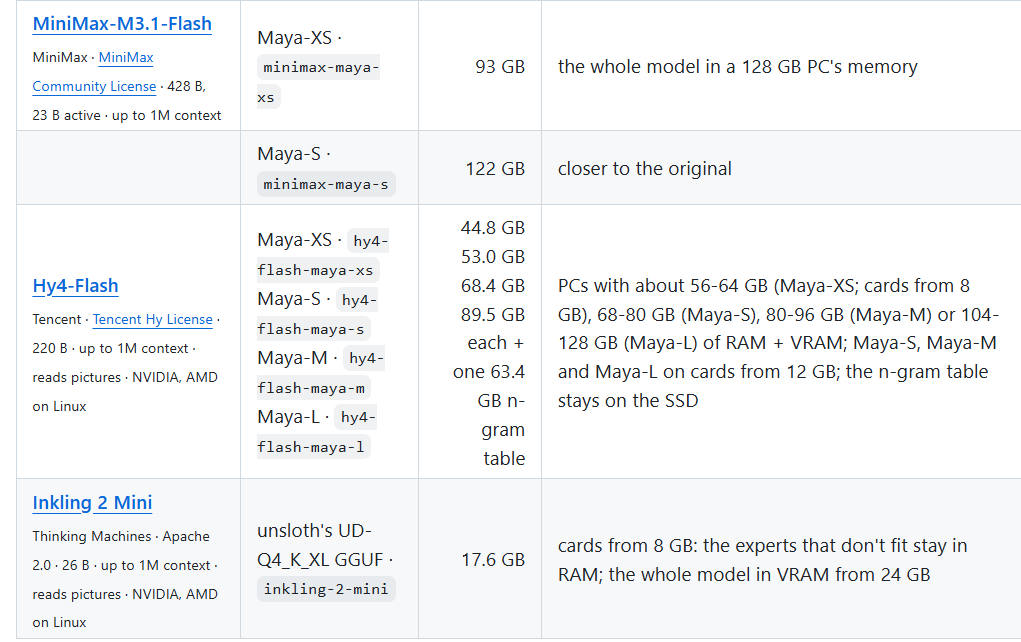 MiniMax-M3.1-Flash
MiniMax · MiniMax
Community License · 428 B,
23 B active · up to 1M context
Maya-XS ·
minimax-maya-
xs
93 GB
the whole model in a 128 GB PC's memory
Maya-S ·
minimax-maya-s
122 GB
closer to the original
Hy4-Flash
Tencent · Tencent Hy License ·
220 B · up to 1M context ·
reads pictures · NVIDIA, AMD
on Linux
Maya-XS · hy4-
flash-maya-xs
Maya-S · hy4-
flash-maya-s
Maya-M · hy4-
flash-maya-m
Maya-L · hy4-
flash-maya-l
44.8 GB
53.0 GB
68.4 GB
89.5 GB
each +
one 63.4
GB n-
gram
table
PCs with about 56-64 GB (Maya-XS; cards from 8
GB), 68-80 GB (Maya-S), 80-96 GB (Maya-M) or 104-
128 GB (Maya-L) of RAM + VRAM; Maya-S, Maya-M
and Maya-L on cards from 12 GB; the n-gram table
stays on the SSD
Inkling 2 Mini
Thinking Machines · Apache
2.0 · 26 B · up to 1M context ·
reads pictures · NVIDIA, AMD
on Linux
unsloth's UD-
Q4_K_XL GGUF ·
inkling-2-mini
17.6 GB
cards from 8 GB: the experts that don't fit stay in
RAM; the whole model in VRAM from 24 GB